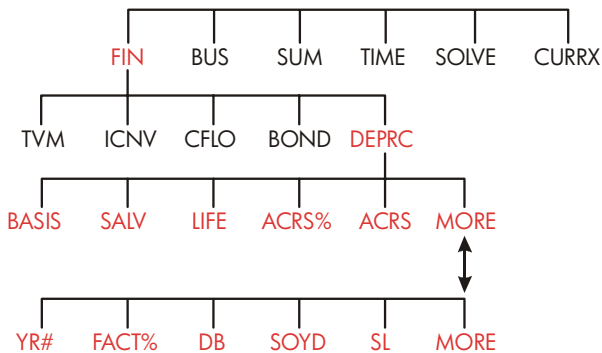 FIN BUS SUM TIME SOLVE CURRX
TVM ICNV CFLO BOND DEPRC
BASIS SALV LIFE ACRS% ACRS MORE
YR# FACT% DB SOYD SL MORE